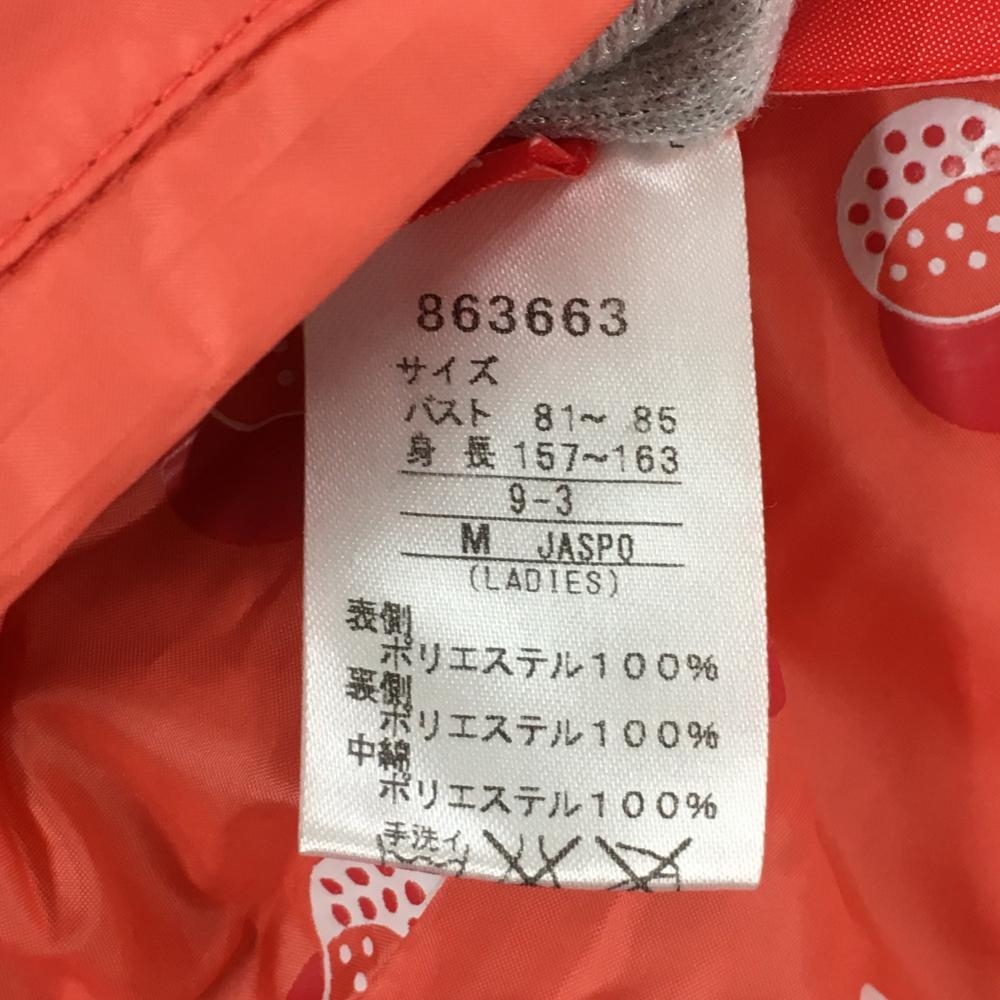 863663
サイズ
バスト 81〜 85
身 長 157〜163
9-3
M JASPO
(LADIES)
表側
ポリエステル100%
裏側
ポリエステル100%
中綿
ポリエステル100%
手洗イ